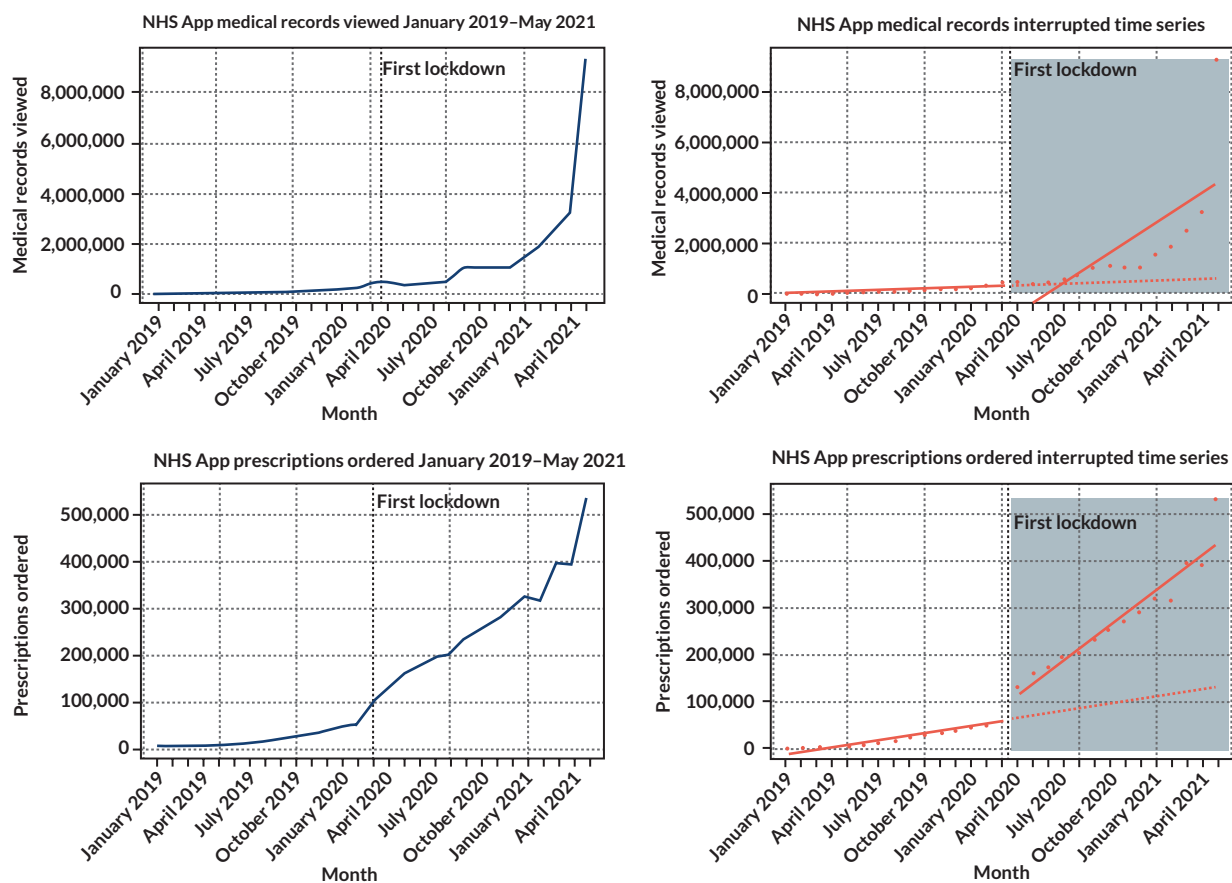 NHS App medical records viewed January 2019–May 2021
First lockdown
Medical records viewed
8,000,000
6,000,000
4,000,000
2,000,000
0
January 2019
April 2019
July 2019
October 2019
January 2020
April 2020
July 2020
October 2020
January 2021
April 2021
Month
NHS App medical records interrupted time series
First lockdown
Medical records viewed
8,000,000
6,000,000
4,000,000
2,000,000
0
January 2019
April 2019
July 2019
October 2019
January 2020
April 2020
July 2020
October 2020
January 2021
April 2021
Month
NHS App prescriptions ordered January 2019–May 2021
First lockdown
Prescriptions ordered
500,000
400,000
300,000
200,000
100,000
0
January 2019
April 2019
July 2019
October 2019
January 2020
April 2020
July 2020
October 2020
January 2021
April 2021
Month
NHS App prescriptions ordered interrupted time series
First lockdown
Prescriptions ordered
500,000
400,000
300,000
200,000
100,000
0
January 2019
April 2019
July 2019
October 2019
January 2020
April 2020
July 2020
October 2020
January 2021
April 2021
Month